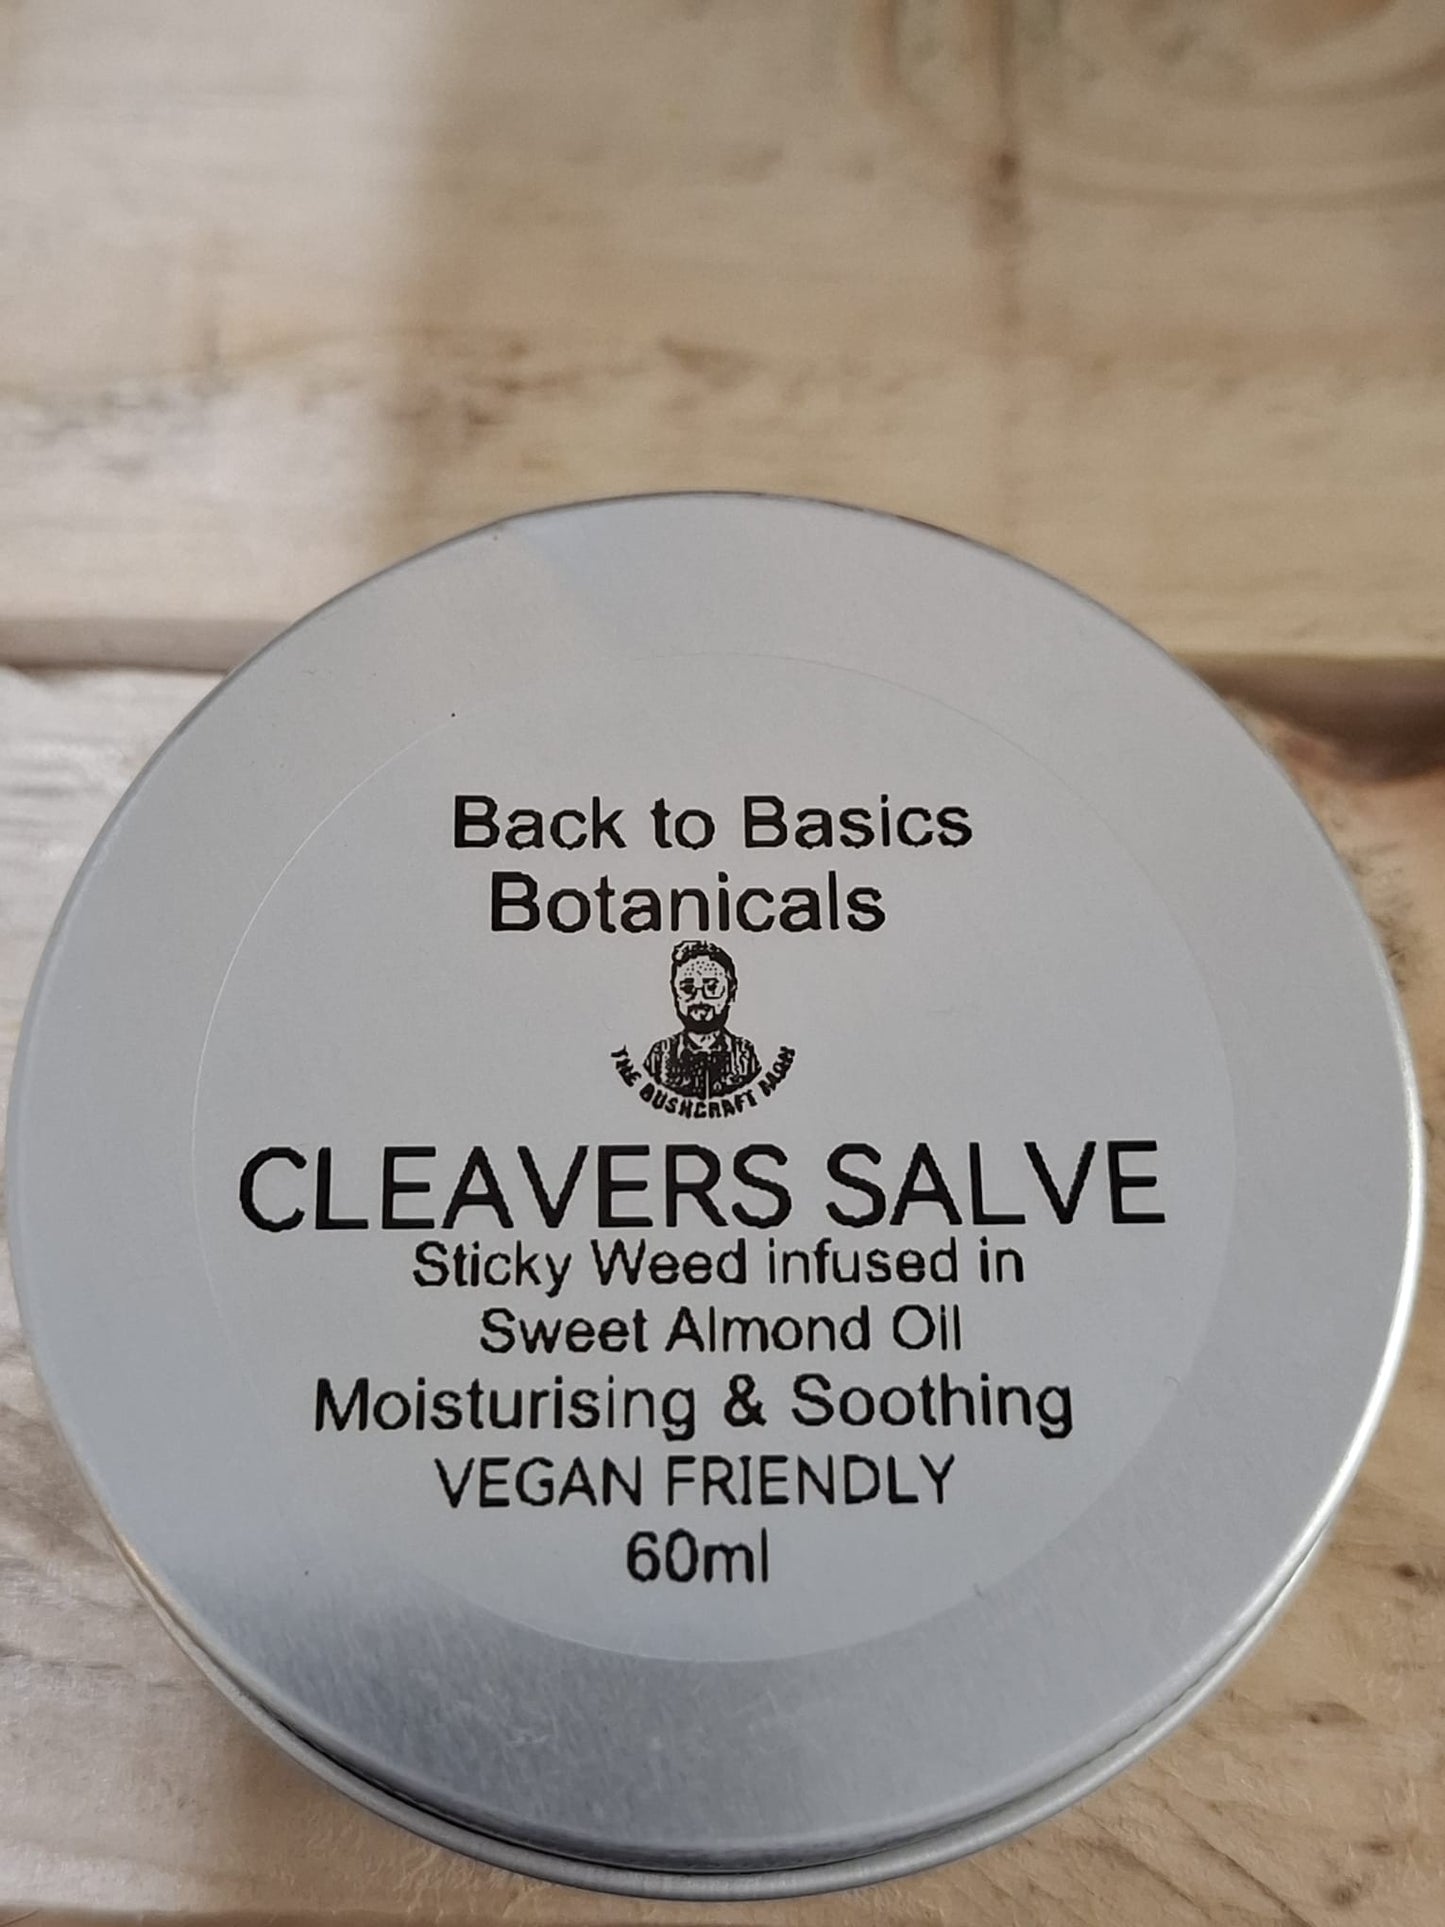 Back to Basics
Botanicals
THE BUSHCRAFT MAN
CLEAVERS SALVE
Sticky Weed infused in
Sweet Almond Oil
Moisturising & Soothing
VEGAN FRIENDLY
60ml